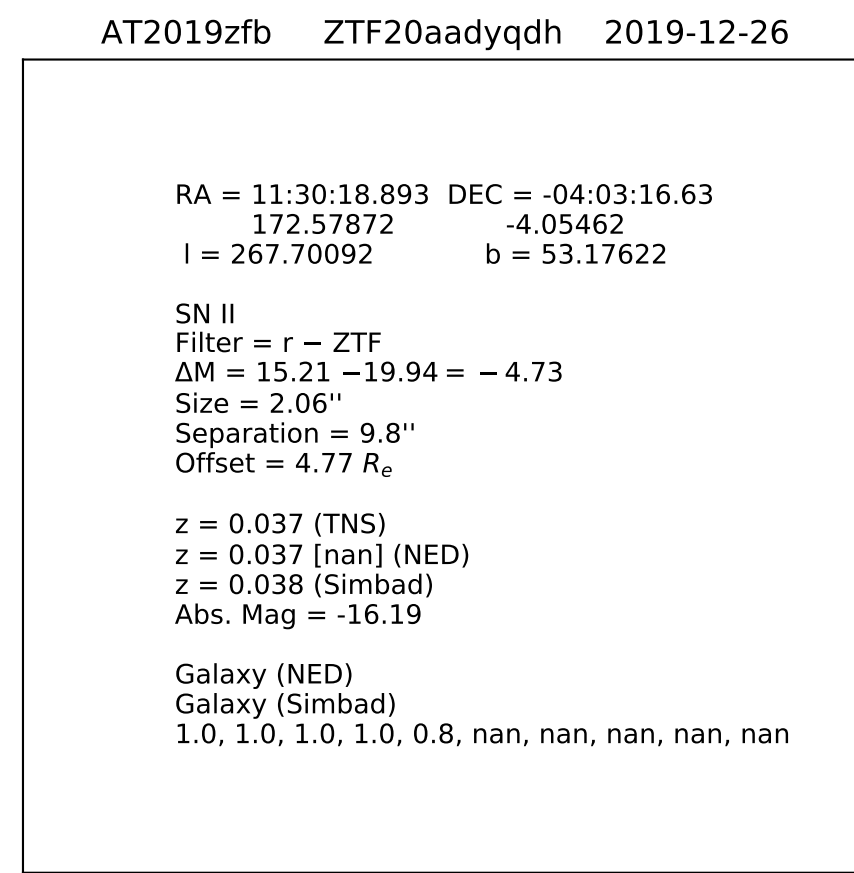 AT2019zfb ZTF20aadyqdh 2019-12-26
RA = 11:30:18.893 DEC = -04:03:16.63
172.57872 -4.05462
l = 267.70092 b = 53.17622
SN II
Filter = r − ZTF
ΔM = 15.21 −19.94 = − 4.73
Size = 2.06''
Separation = 9.8''
Offset = 4.77 Rₑ
z = 0.037 (TNS)
z = 0.037 [nan] (NED)
z = 0.038 (Simbad)
Abs. Mag = -16.19
Galaxy (NED)
Galaxy (Simbad)
1.0, 1.0, 1.0, 1.0, 0.8, nan, nan, nan, nan, nan